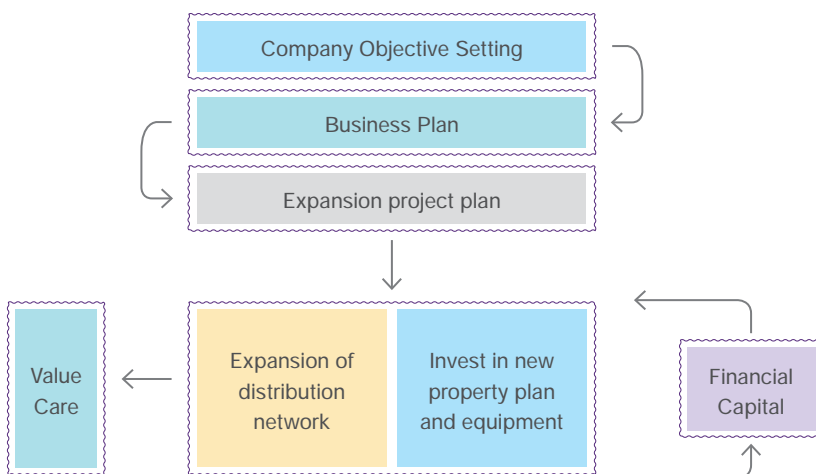 Company Objective Setting
Business Plan
Expansion project plan
Value
Care
Expansion of
distribution
network
Invest in new
property plan
and equipment
Financial
Capital